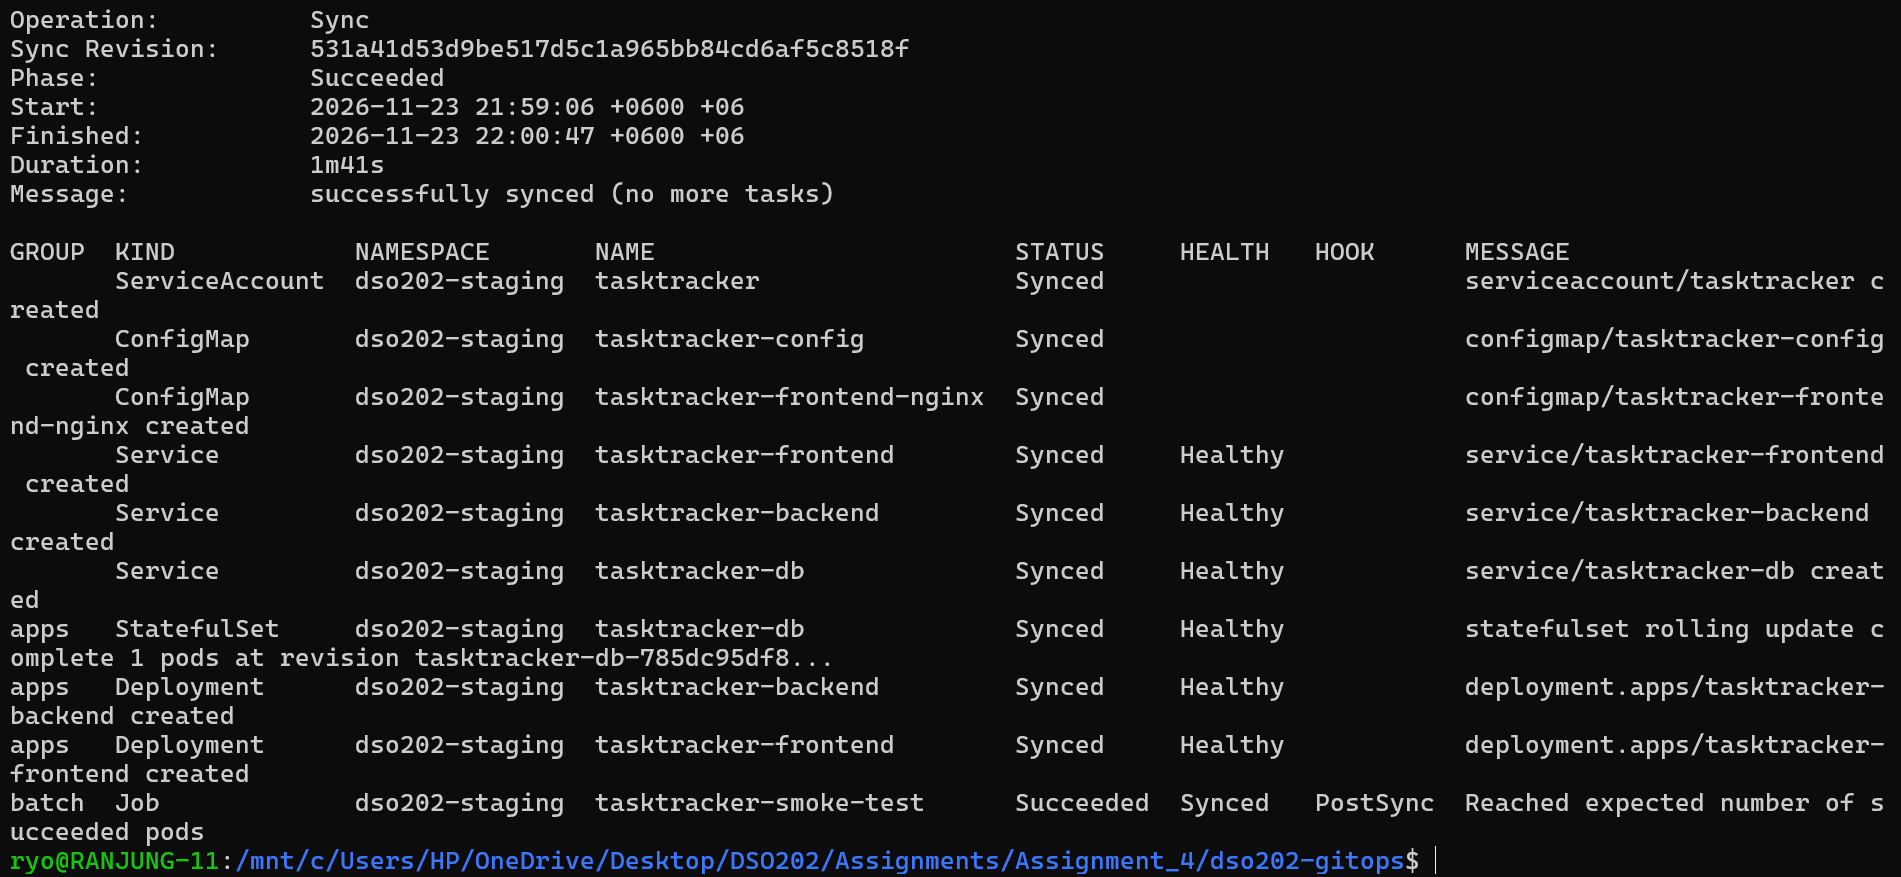 Operation:          Sync
Sync Revision:      531a41d53d9be517d5c1a965bb84cd6af5c8518f
Phase:              Succeeded
Start:              2026-11-23 21:59:06 +0600 +06
Finished:           2026-11-23 22:00:47 +0600 +06
Duration:           1m41s
Message:            successfully synced (no more tasks)

GROUP  KIND            NAMESPACE       NAME                        STATUS     HEALTH   HOOK      MESSAGE
       ServiceAccount  dso202-staging  tasktracker                 Synced                        serviceaccount/tasktracker c
reated
       ConfigMap       dso202-staging  tasktracker-config          Synced                        configmap/tasktracker-config
 created
       ConfigMap       dso202-staging  tasktracker-frontend-nginx  Synced                        configmap/tasktracker-fronte
nd-nginx created
       Service         dso202-staging  tasktracker-frontend        Synced     Healthy            service/tasktracker-frontend
 created
       Service         dso202-staging  tasktracker-backend         Synced     Healthy            service/tasktracker-backend
created
       Service         dso202-staging  tasktracker-db              Synced     Healthy            service/tasktracker-db creat
ed
apps   StatefulSet     dso202-staging  tasktracker-db              Synced     Healthy            statefulset rolling update c
omplete 1 pods at revision tasktracker-db-785dc95df8...
apps   Deployment      dso202-staging  tasktracker-backend         Synced     Healthy            deployment.apps/tasktracker-
backend created
apps   Deployment      dso202-staging  tasktracker-frontend        Synced     Healthy            deployment.apps/tasktracker-
frontend created
batch  Job             dso202-staging  tasktracker-smoke-test      Succeeded  Synced   PostSync  Reached expected number of s
ucceeded pods
ryo@RANJUNG-11:/mnt/c/Users/HP/OneDrive/Desktop/DSO202/Assignments/Assignment_4/dso202-gitops$